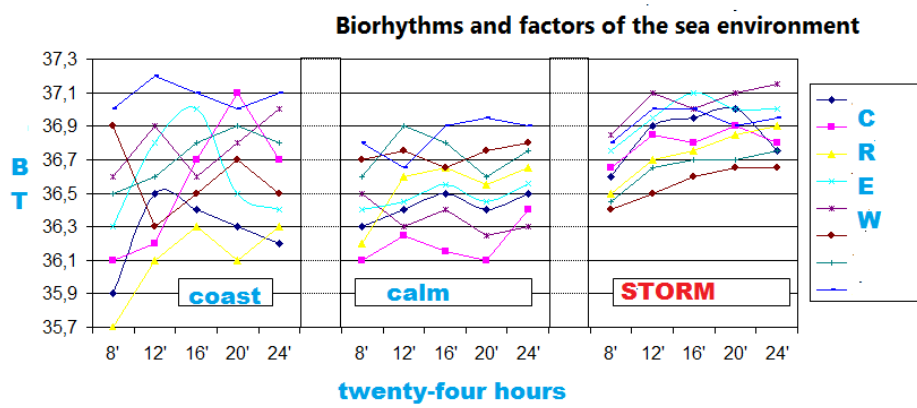 Biorhythms and factors of the sea environment
37,3
37,1
36,9
36,7
36,5
36,3
36,1
35,9
35,7
B
T
coast
calm
STORM
8' 12' 16' 20' 24' 8' 12' 16' 20' 24' 8' 12' 16' 20' 24'
twenty-four hours
C
R
E
W